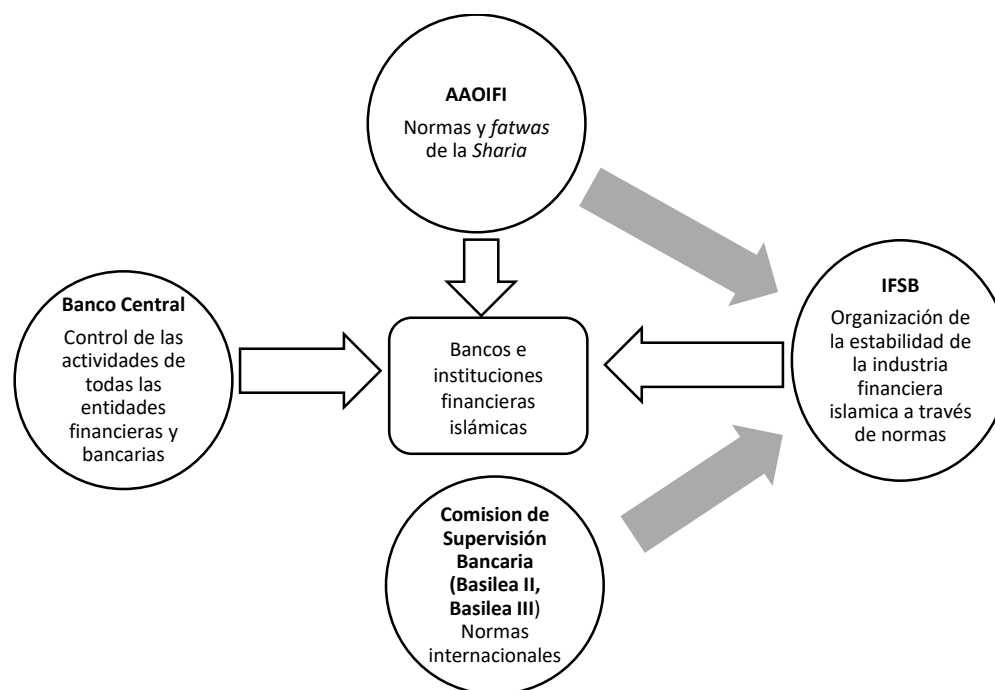 AAOIFI
Normas y fatwas
de la Sharia
Banco Central
Control de las
actividades de
todas las
entidades
financieras y
bancarias
Bancos e
instituciones
financieras
islámicas
IFSB
Organización de
la estabilidad de
la industria
financiera
islamica a través
de normas
Comision de
Supervisión
Bancaria
(Basilea II,
Basilea III)
Normas
internacionales